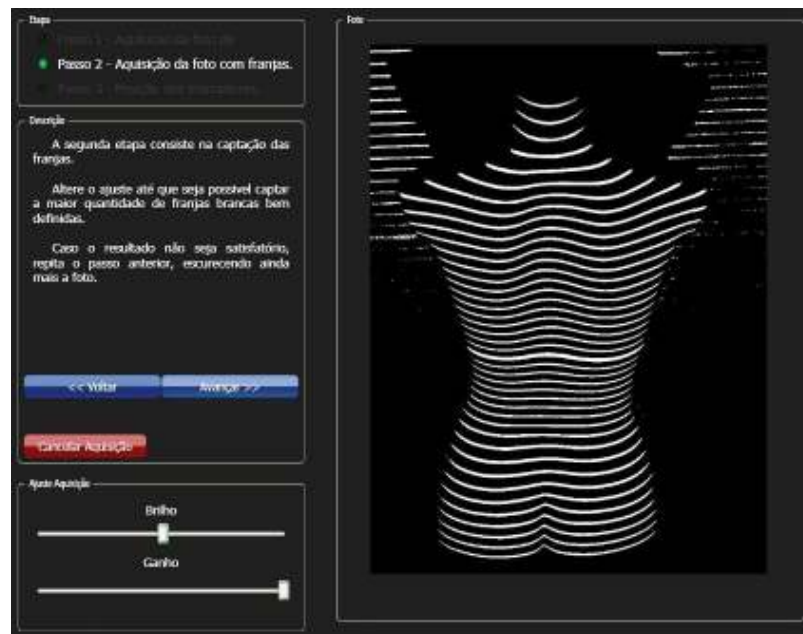 Etapa
Foto
Passo 2 - Aquisição da foto com franjas.
Descrição
A segunda etapa consiste na captação das
franjas.
Altere o ajuste até que seja possível captar
a maior quantidade de franjas brancas bem
definidas.
Caso o resultado não seja satisfatório,
repita o passo anterior, escurecendo ainda
mais a foto.
<< Voltar
Avançar >>
Cancelar Aquisição
Ajuste Aquisição
Brilho
Ganho